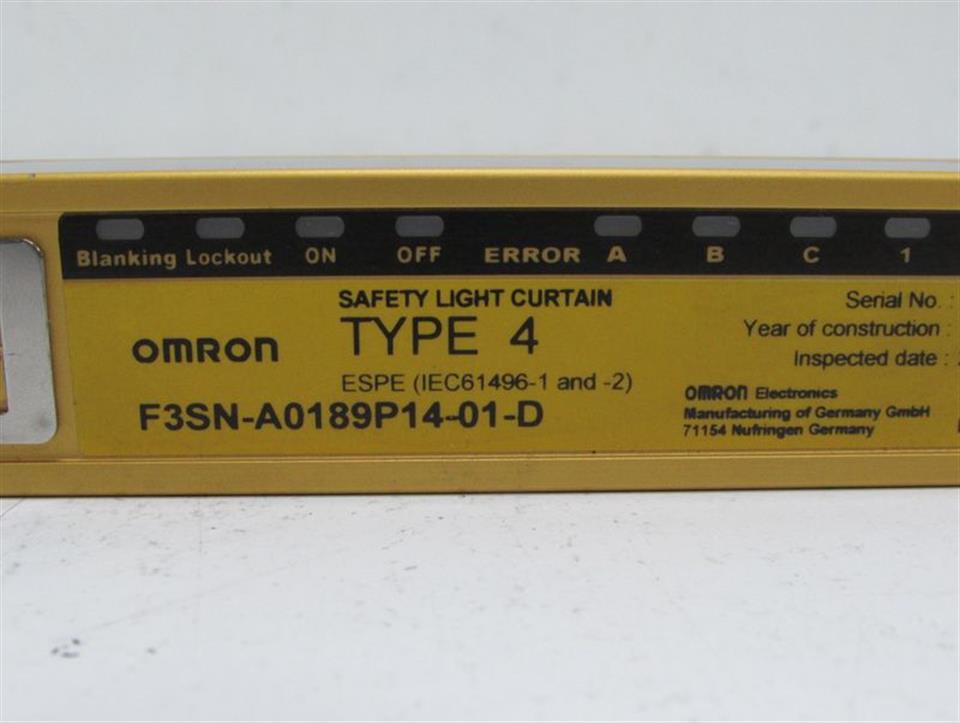 Blanking Lockout ON OFF ERROR A B C 1
SAFETY LIGHT CURTAIN
OMRON TYPE 4
ESPE (IEC61496-1 and -2)
F3SN-A0189P14-01-D
Serial No. :
Year of construction :
Inspected date :
OMRON Electronics
Manufacturing of Germany GmbH
71154 Nufringen Germany